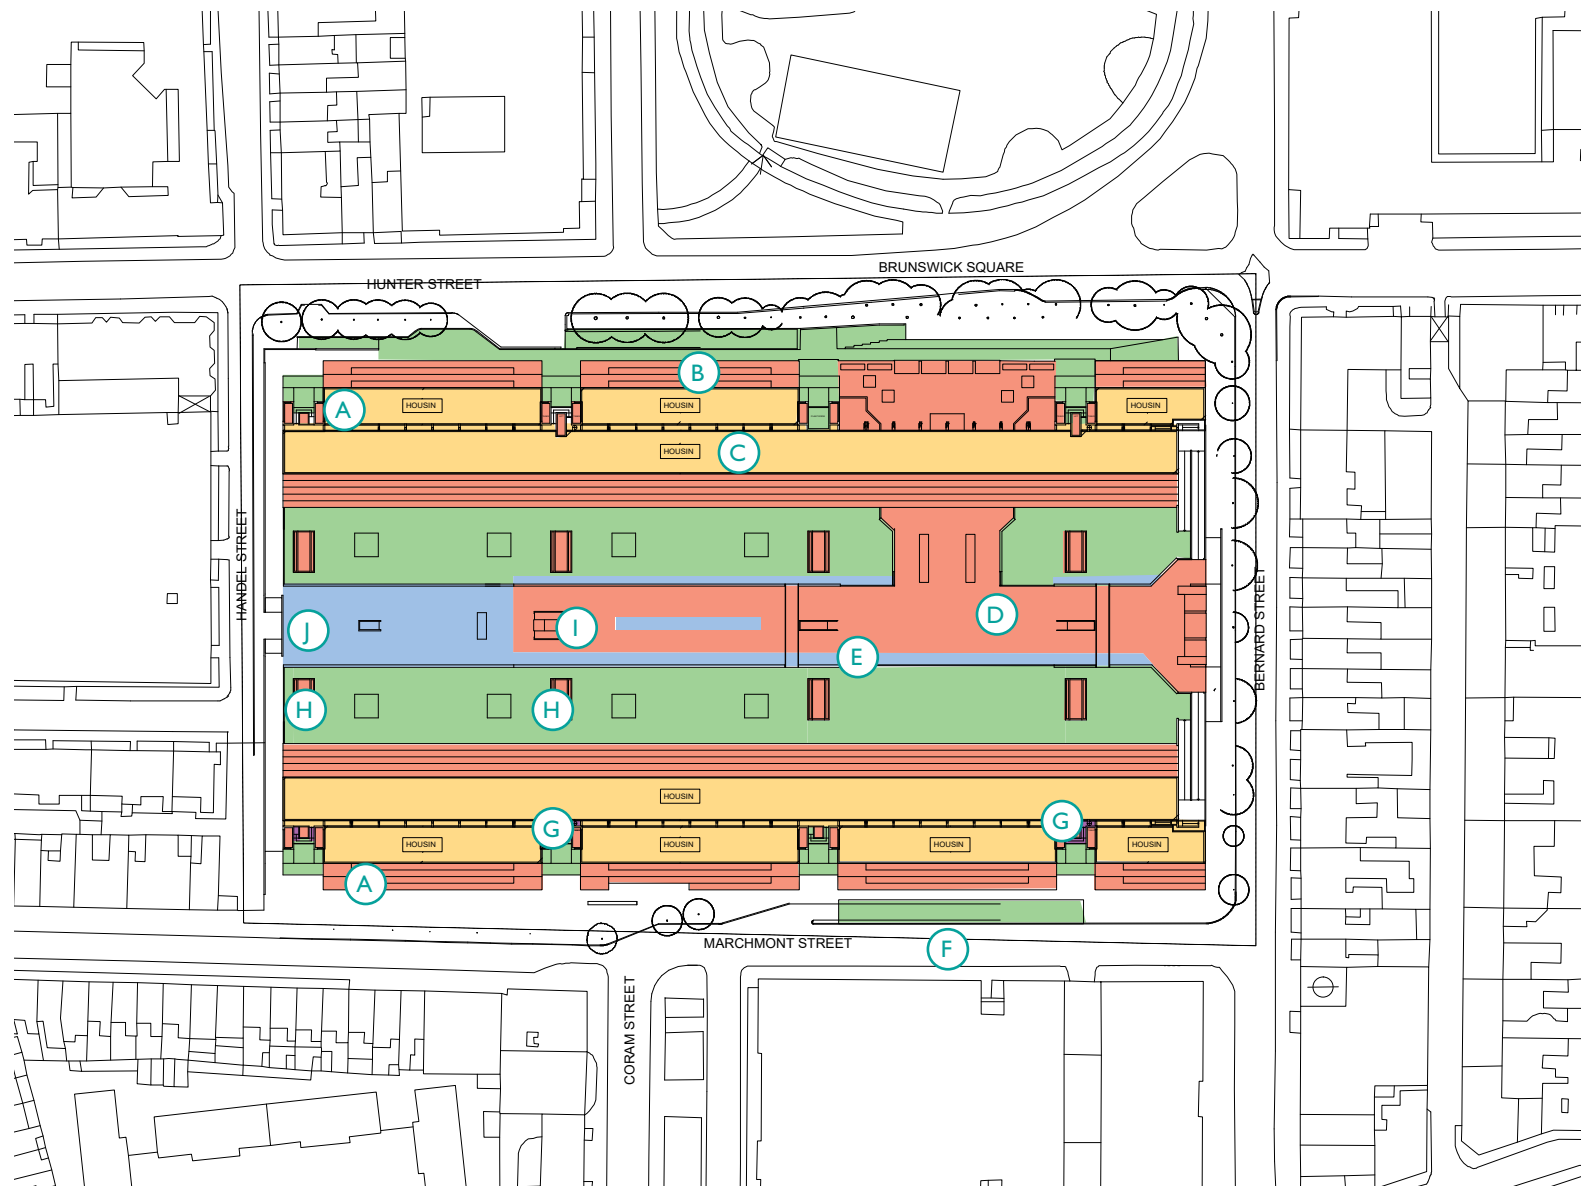 BRUNSWICK SQUARE
HUNTER STREET
B
A
HOUSIN
HOUSIN
HOUSIN
HOUSIN
C
HANDEL STREET
BERNARD STREET
J
I
D
E
H
H
HOUSIN
G
G
HOUSIN
HOUSIN
HOUSIN
HOUSIN
A
MARCHMONT STREET
F
CORAM STREET